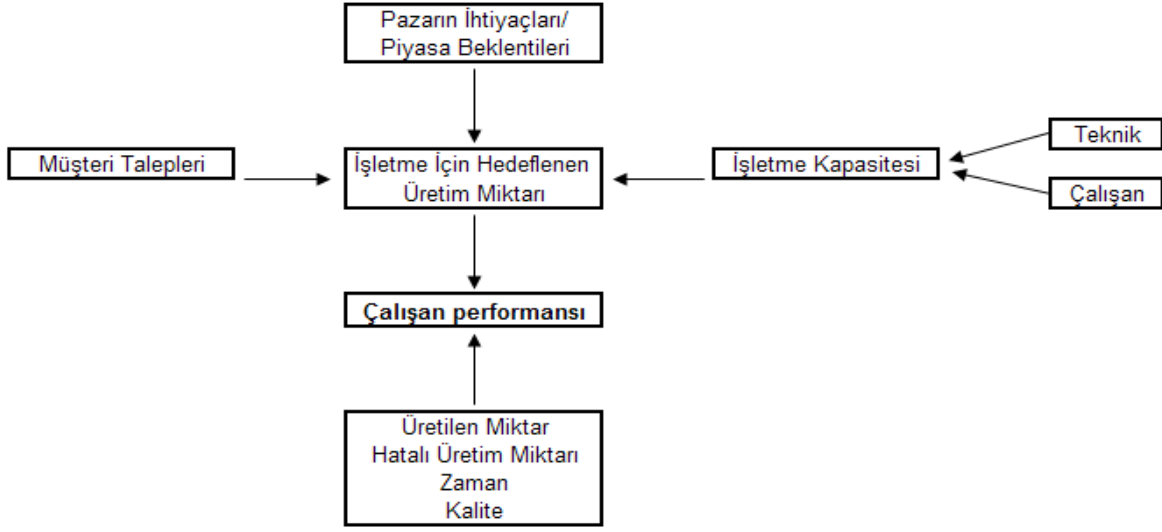 Pazarın İhtiyaçları/
Piyasa Beklentileri
Müşteri Talepleri
İşletme İçin Hedeflenen
Üretim Miktarı
İşletme Kapasitesi
Teknik
Çalışan
Çalışan performansı
Üretilen Miktar
Hatalı Üretim Miktarı
Zaman
Kalite